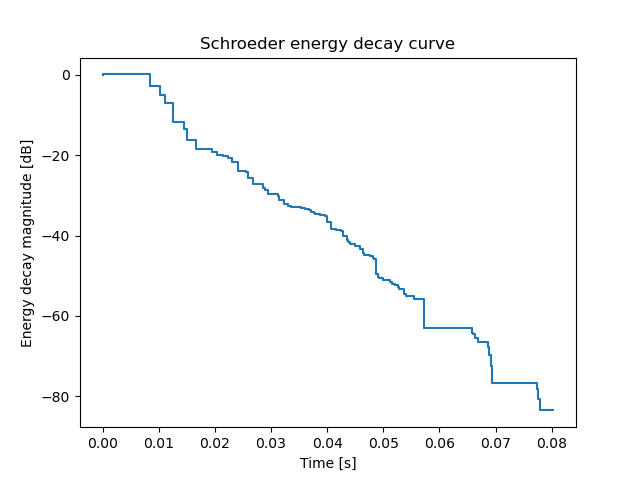 Schroeder energy decay curve
Energy decay magnitude [dB]
0
−20
−40
−60
−80
0.00 0.01 0.02 0.03 0.04 0.05 0.06 0.07 0.08
Time [s]